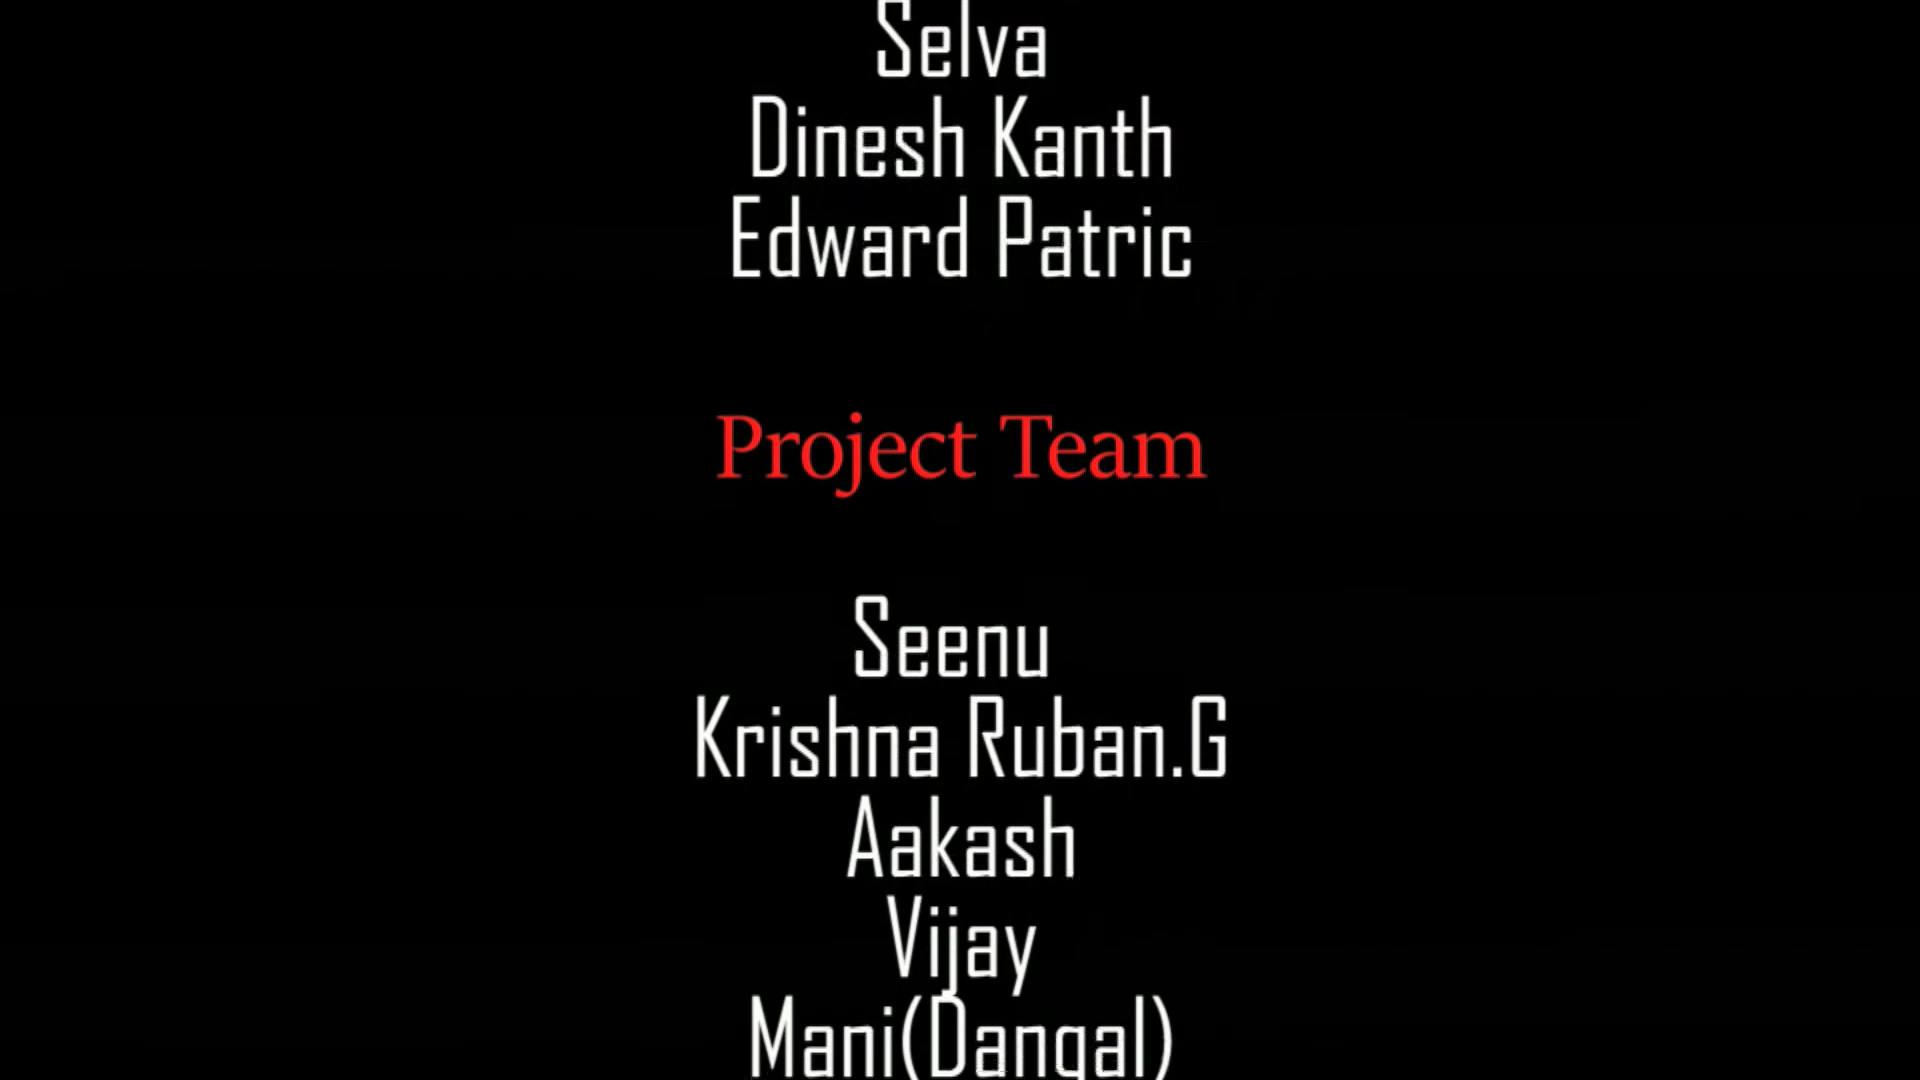 Selva
Dinesh Kanth
Edward Patric
Project Team
Seenu
Krishna Ruban.G
Aakash
Vijay
Mani(Dangal)